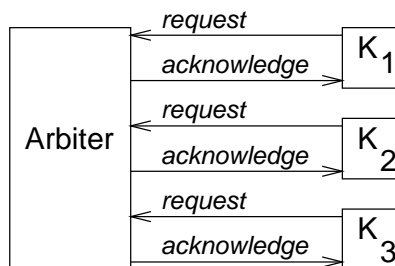 request
K1
acknowledge
request
Arbiter
K2
acknowledge
request
K3
acknowledge